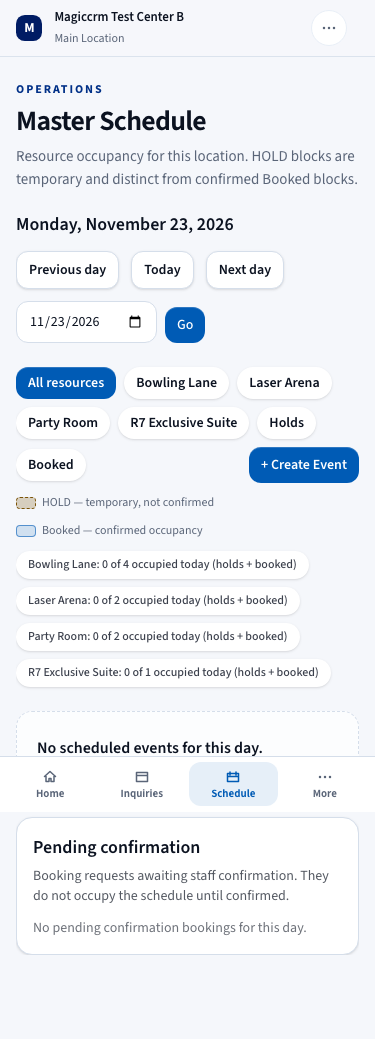 M
Magiccrm Test Center B
Main Location
OPERATIONS
Master Schedule
Resource occupancy for this location. HOLD blocks are
temporary and distinct from confirmed Booked blocks.
Monday, November 23, 2026
Previous day
Today
Next day
11/23/2026
Go
All resources
Bowling Lane
Laser Arena
Party Room
R7 Exclusive Suite
Holds
Booked
+ Create Event
HOLD — temporary, not confirmed
Booked — confirmed occupancy
Bowling Lane: 0 of 4 occupied today (holds + booked)
Laser Arena: 0 of 2 occupied today (holds + booked)
Party Room: 0 of 2 occupied today (holds + booked)
R7 Exclusive Suite: 0 of 1 occupied today (holds + booked)
No scheduled events for this day.
Home
Inquiries
Schedule
More
Pending confirmation
Booking requests awaiting staff confirmation. They
do not occupy the schedule until confirmed.
No pending confirmation bookings for this day.